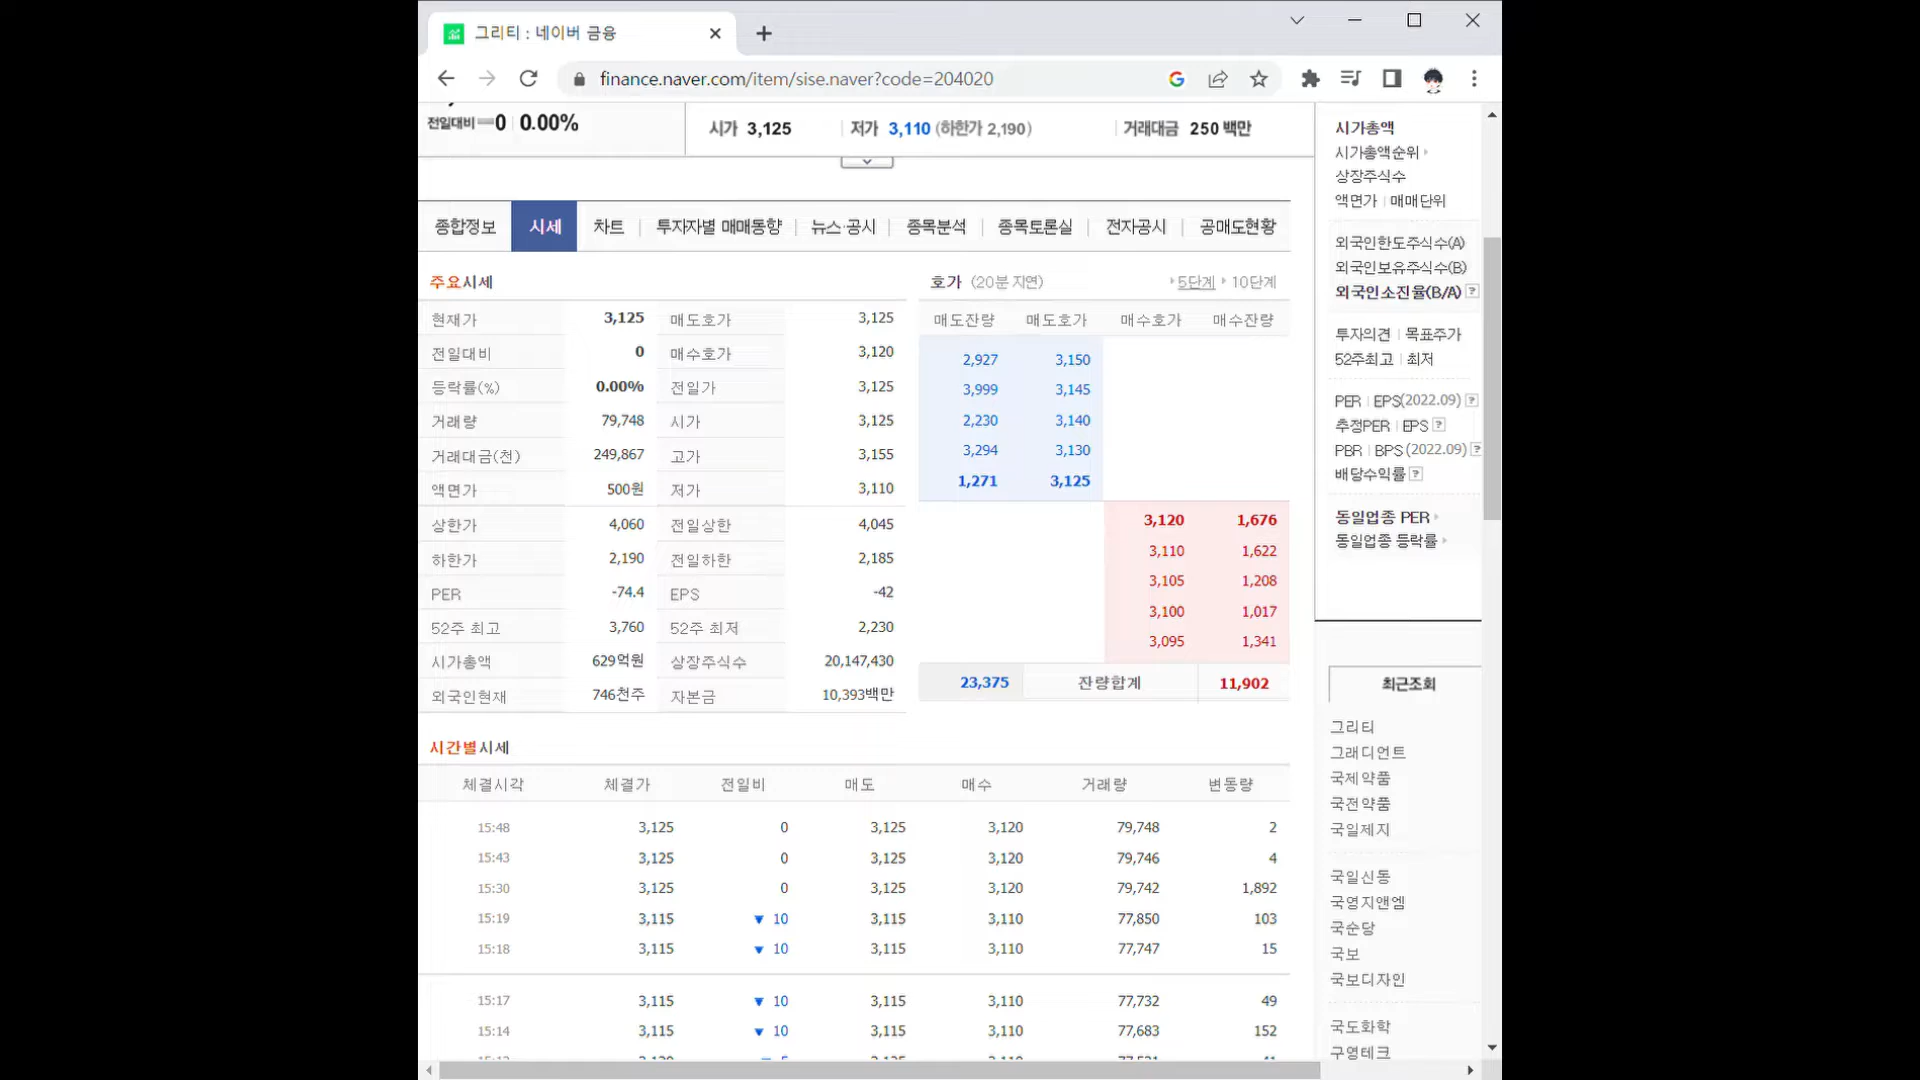 그리티 : 네이버 금융
finance.naver.com/item/sise.naver?code=204020
전일대비 0 0.00%
시가 3,125 저가 3,110 (하한가 2,190) 거래대금 250 백만
종합정보 시세 차트 투자자별 매매동향 뉴스·공시 종목분석 종목토론실 전자공시 공매도현황
주요시세
현재가 3,125 매도호가 3,125
전일대비 0 매수호가 3,120
등락률(%) 0.00% 전일가 3,125
거래량 79,748 시가 3,125
거래대금(천) 249,867 고가 3,155
액면가 500원 저가 3,110
상한가 4,060 전일상한 4,045
하한가 2,190 전일하한 2,185
PER -74.4 EPS -42
52주 최고 3,760 52주 최저 2,230
시가총액 629억원 상장주식수 20,147,430
외국인현재 746천주 자본금 10,393백만
호가 (20분 지연) 5단계 10단계
매도잔량 매도호가 매수호가 매수잔량
2,927 3,150
3,999 3,145
2,230 3,140
3,294 3,130
1,271 3,125
3,120 1,676
3,110 1,622
3,105 1,208
3,100 1,017
3,095 1,341
23,375 잔량합계 11,902
시간별시세
체결시각 체결가 전일비 매도 매수 거래량 변동량
15:48 3,125 0 3,125 3,120 79,748 2
15:43 3,125 0 3,125 3,120 79,746 4
15:30 3,125 0 3,125 3,120 79,742 1,892
15:19 3,115 ▼ 10 3,115 3,110 77,850 103
15:18 3,115 ▼ 10 3,115 3,110 77,747 15
15:17 3,115 ▼ 10 3,115 3,110 77,732 49
15:14 3,115 ▼ 10 3,115 3,110 77,683 152
시가총액
시가총액순위
상장주식수
액면가 | 매매단위
외국인한도주식수(A)
외국인보유주식수(B)
외국인소진율(B/A) ?
투자의견 | 목표주가
52주최고 | 최저
PER | EPS(2022.09) ?
추정PER | EPS ?
PBR | BPS (2022.09) ?
배당수익률 ?
동일업종 PER
동일업종 등락률
최근조회
그리티
그래디언트
국제약품
국전약품
국일제지
국일신동
국영지앤엠
국순당
국보
국보디자인
국도화학
구영테크